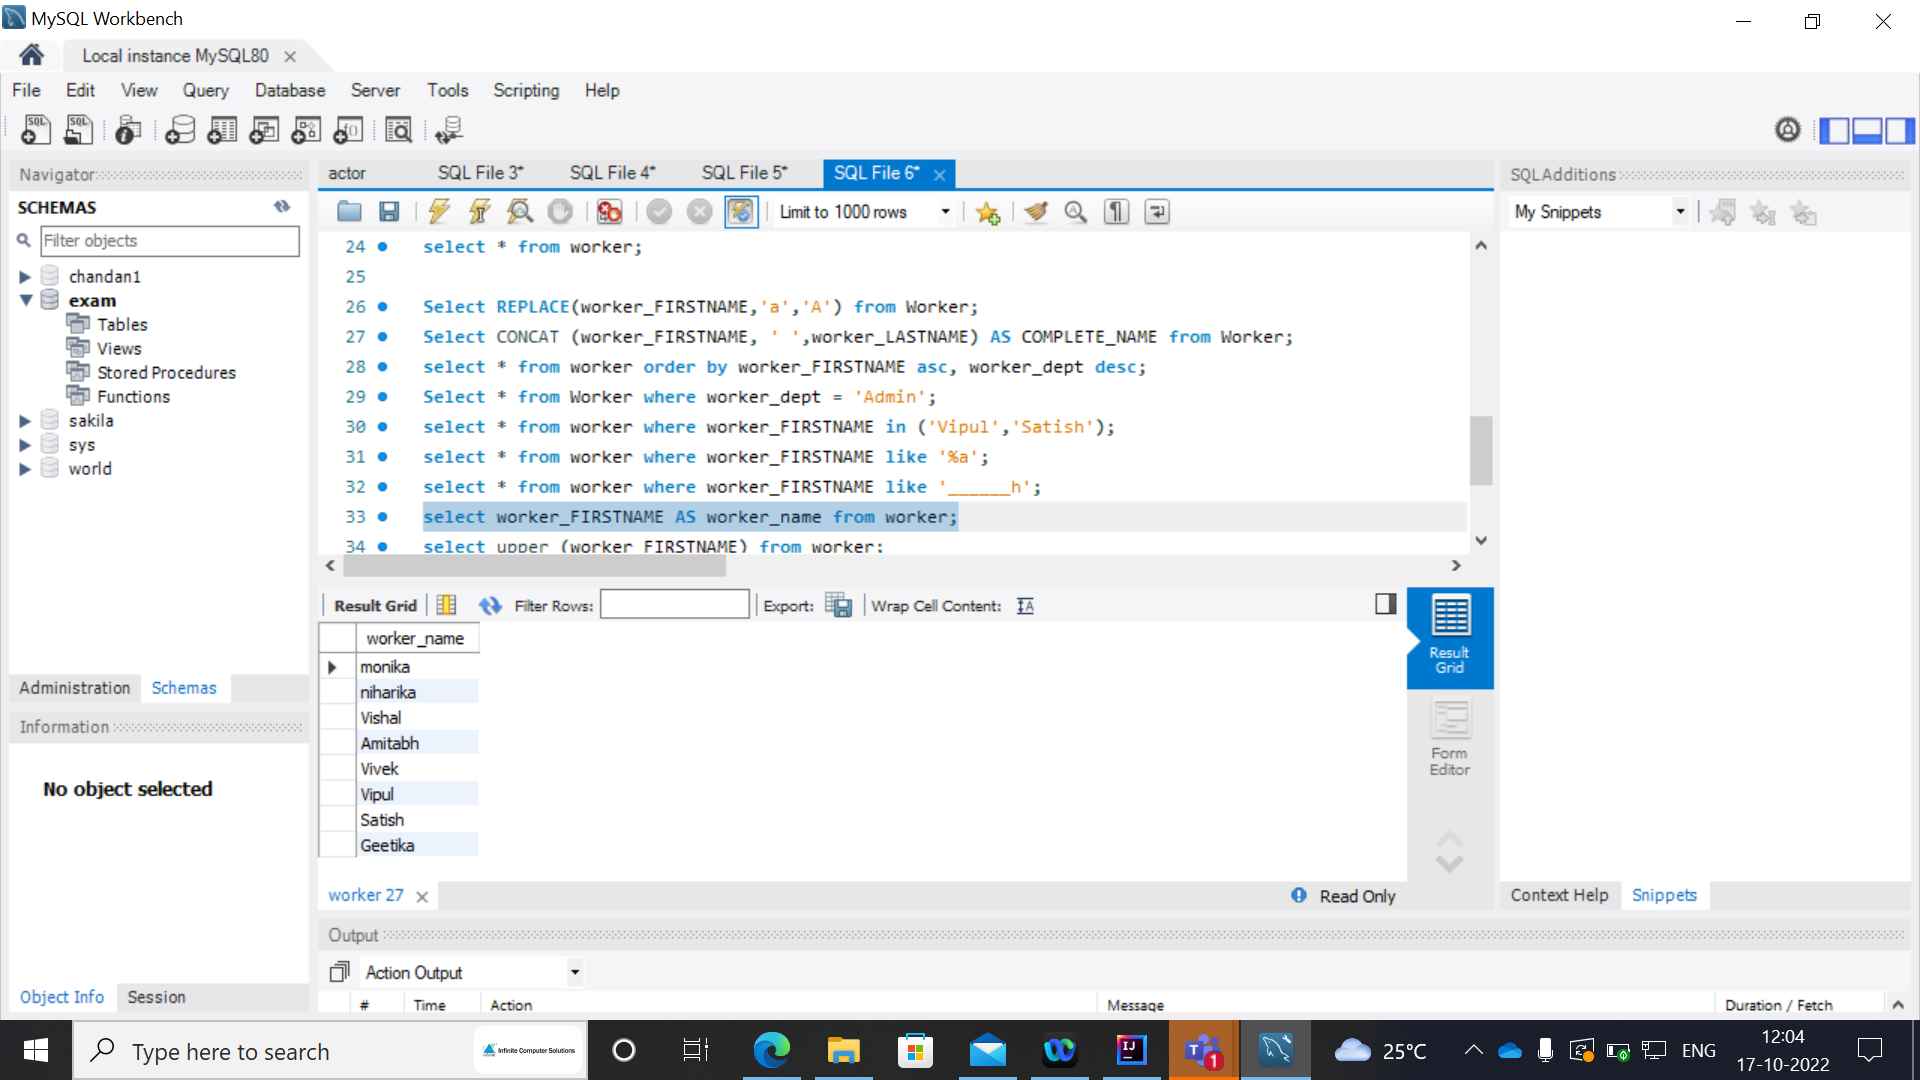 MySQL Workbench
Local instance MySQL80
File Edit View Query Database Server Tools Scripting Help
Navigator
SCHEMAS
Filter objects
chandan1
exam
Tables
Views
Stored Procedures
Functions
sakila
sys
world
Administration Schemas
Information
No object selected
Object Info Session
actor SQL File 3* SQL File 4* SQL File 5* SQL File 6*
Limit to 1000 rows
24 select * from worker;
25
26 Select REPLACE(worker_FIRSTNAME,'a','A') from Worker;
27 Select CONCAT (worker_FIRSTNAME, ' ',worker_LASTNAME) AS COMPLETE_NAME from Worker;
28 select * from worker order by worker_FIRSTNAME asc, worker_dept desc;
29 Select * from Worker where worker_dept = 'Admin';
30 select * from worker where worker_FIRSTNAME in ('Vipul','Satish');
31 select * from worker where worker_FIRSTNAME like '%a';
32 select * from worker where worker_FIRSTNAME like '______h';
33 select worker_FIRSTNAME AS worker_name from worker;
34 select upper (worker_FIRSTNAME) from worker;
Result Grid Filter Rows: Export: Wrap Cell Content:
worker_name
monika
niharika
Vishal
Amitabh
Vivek
Vipul
Satish
Geetika
Result
Grid
Form
Editor
worker 27
Read Only
Output
Action Output
# Time Action Message Duration / Fetch
SQLAdditions
My Snippets
Context Help Snippets
Type here to search
Infinite Computer Solutions
1
25°C
ENG
12:04
17-10-2022